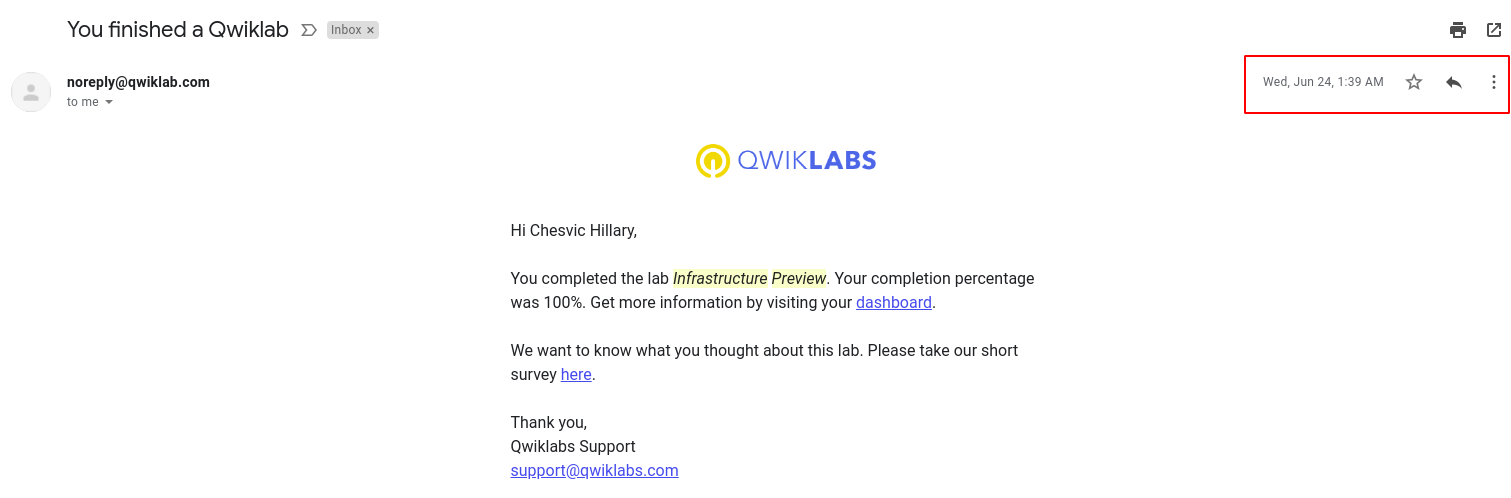 You finished a Qwiklab
Inbox ×
noreply@qwiklab.com
to me
Wed, Jun 24, 1:39 AM
QWIKLABS
Hi Chesvic Hillary,
You completed the lab Infrastructure Preview. Your completion percentage
was 100%. Get more information by visiting your dashboard.
We want to know what you thought about this lab. Please take our short
survey here.
Thank you,
Qwiklabs Support
support@qwiklabs.com